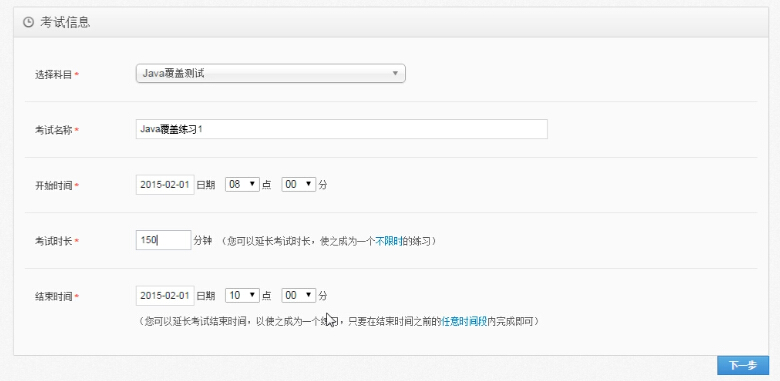 考试信息
选择科目* Java覆盖测试
考试名称* Java覆盖练习1
开始时间* 2015-02-01 日期 08 点 00 分
考试时长* 150 分钟 (您可以延长考试时长，使之成为一个不限时的练习)
结束时间* 2015-02-01 日期 10 点 00 分
(您可以延长考试结束时间，以使之成为一个练习，只要在结束时间之前的任意时间段内完成即可)
下一步